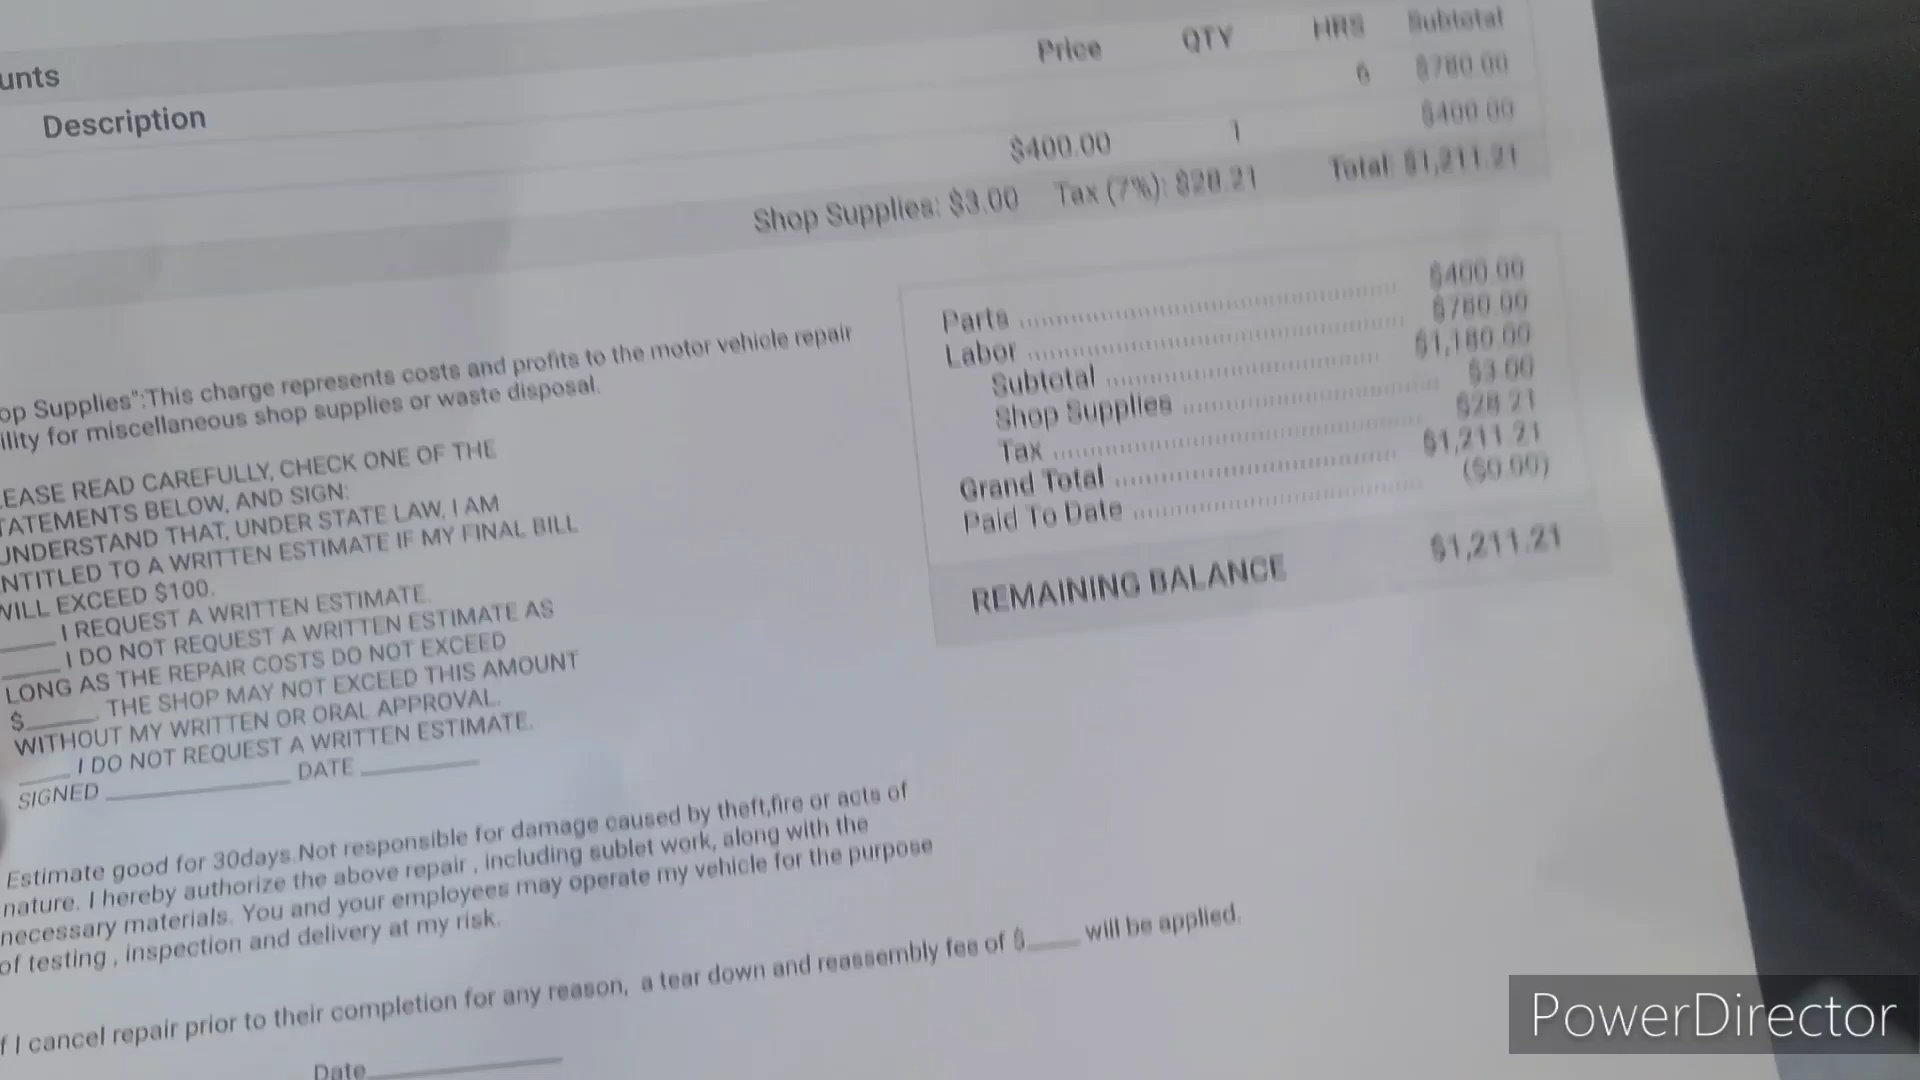 unts
Price QTY HRS Subtotal
Description
6 $780.00
$400.00 1 $400.00
Shop Supplies: $3.00 Tax (7%): $28.21 Total: $1,211.21
Parts $400.00
Labor $780.00
Subtotal $1,180.00
Shop Supplies $3.00
Tax $28.21
Grand Total $1,211.21
Paid To Date ($0.00)
REMAINING BALANCE $1,211.21
op Supplies":This charge represents costs and profits to the motor vehicle repair
ility for miscellaneous shop supplies or waste disposal.
EASE READ CAREFULLY, CHECK ONE OF THE
TATEMENTS BELOW, AND SIGN:
UNDERSTAND THAT, UNDER STATE LAW, I AM
NTITLED TO A WRITTEN ESTIMATE IF MY FINAL BILL
WILL EXCEED $100.
____ I REQUEST A WRITTEN ESTIMATE.
____ I DO NOT REQUEST A WRITTEN ESTIMATE AS
LONG AS THE REPAIR COSTS DO NOT EXCEED
$_____. THE SHOP MAY NOT EXCEED THIS AMOUNT
WITHOUT MY WRITTEN OR ORAL APPROVAL.
____ I DO NOT REQUEST A WRITTEN ESTIMATE.
SIGNED ______________ DATE _________
Estimate good for 30days.Not responsible for damage caused by theft,fire or acts of
nature. I hereby authorize the above repair , including sublet work, along with the
necessary materials. You and your employees may operate my vehicle for the purpose
of testing , inspection and delivery at my risk.
f I cancel repair prior to their completion for any reason, a tear down and reassembly fee of $____ will be applied.
Date______________
PowerDirector